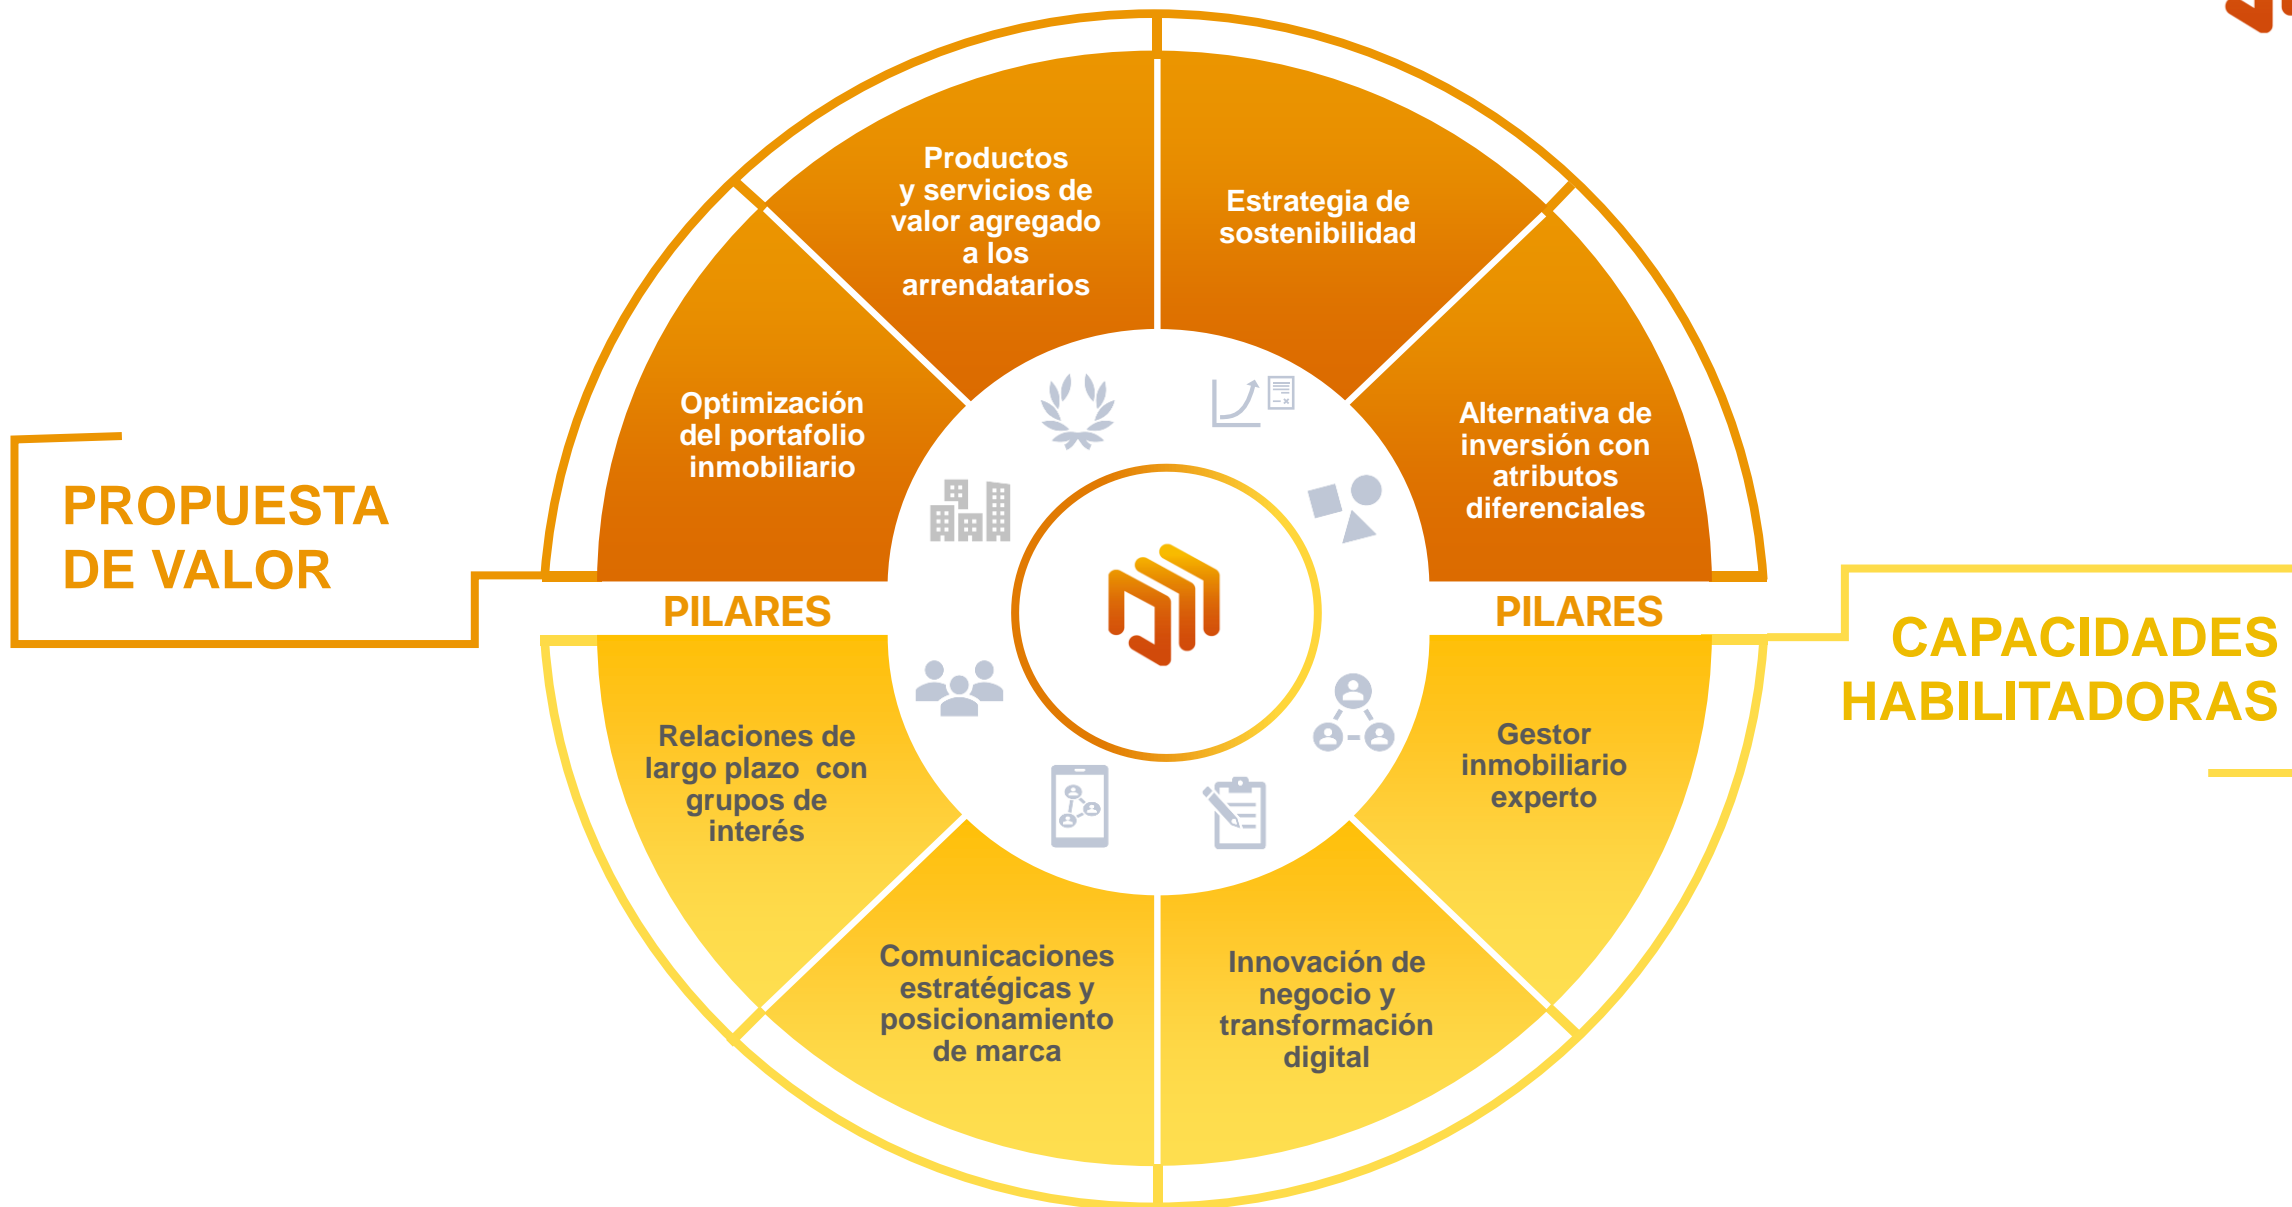 Productos
y servicios de
valor agregado
a los
arrendatarios
Estrategia de
sostenibilidad
Optimización
del portafolio
inmobiliario
Alternativa de
inversión con
atributos
diferenciales
PROPUESTA
DE VALOR
PILARES
PILARES
CAPACIDADES
HABILITADORAS
Relaciones de
largo plazo con
grupos de
interés
Gestor
inmobiliario
experto
Comunicaciones
estratégicas y
posicionamiento
de marca
Innovación de
negocio y
transformación
digital